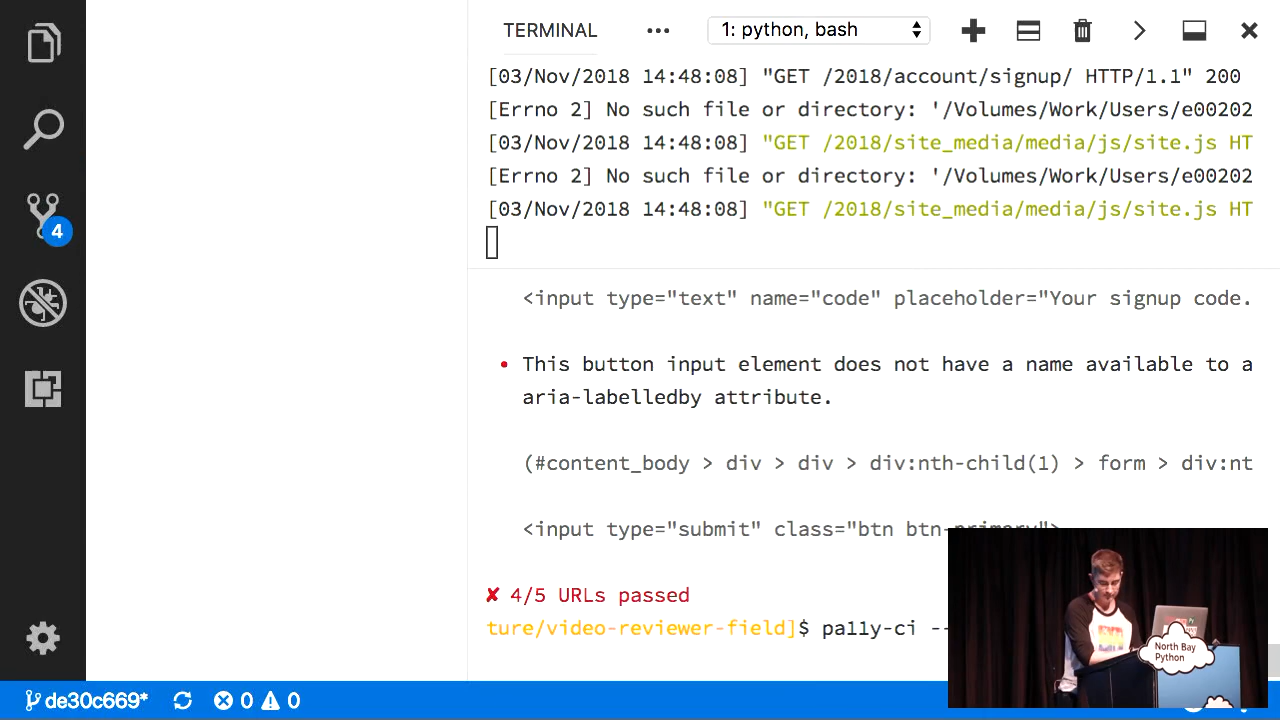 TERMINAL
1: python, bash
[03/Nov/2018 14:48:08] "GET /2018/account/signup/ HTTP/1.1" 200
[Errno 2] No such file or directory: '/Volumes/Work/Users/e00202
[03/Nov/2018 14:48:08] "GET /2018/site_media/media/js/site.js HT
[Errno 2] No such file or directory: '/Volumes/Work/Users/e00202
[03/Nov/2018 14:48:08] "GET /2018/site_media/media/js/site.js HT
<input type="text" name="code" placeholder="Your signup code.
• This button input element does not have a name available to a
aria-labelledby attribute.
(#content_body > div > div > div:nth-child(1) > form > div:nt
<input type="submit" class="btn btn-primary">
✘ 4/5 URLs passed
ture/video-reviewer-field]$ pa11y-ci --
4
North Bay
Python
de30c669* 0 0